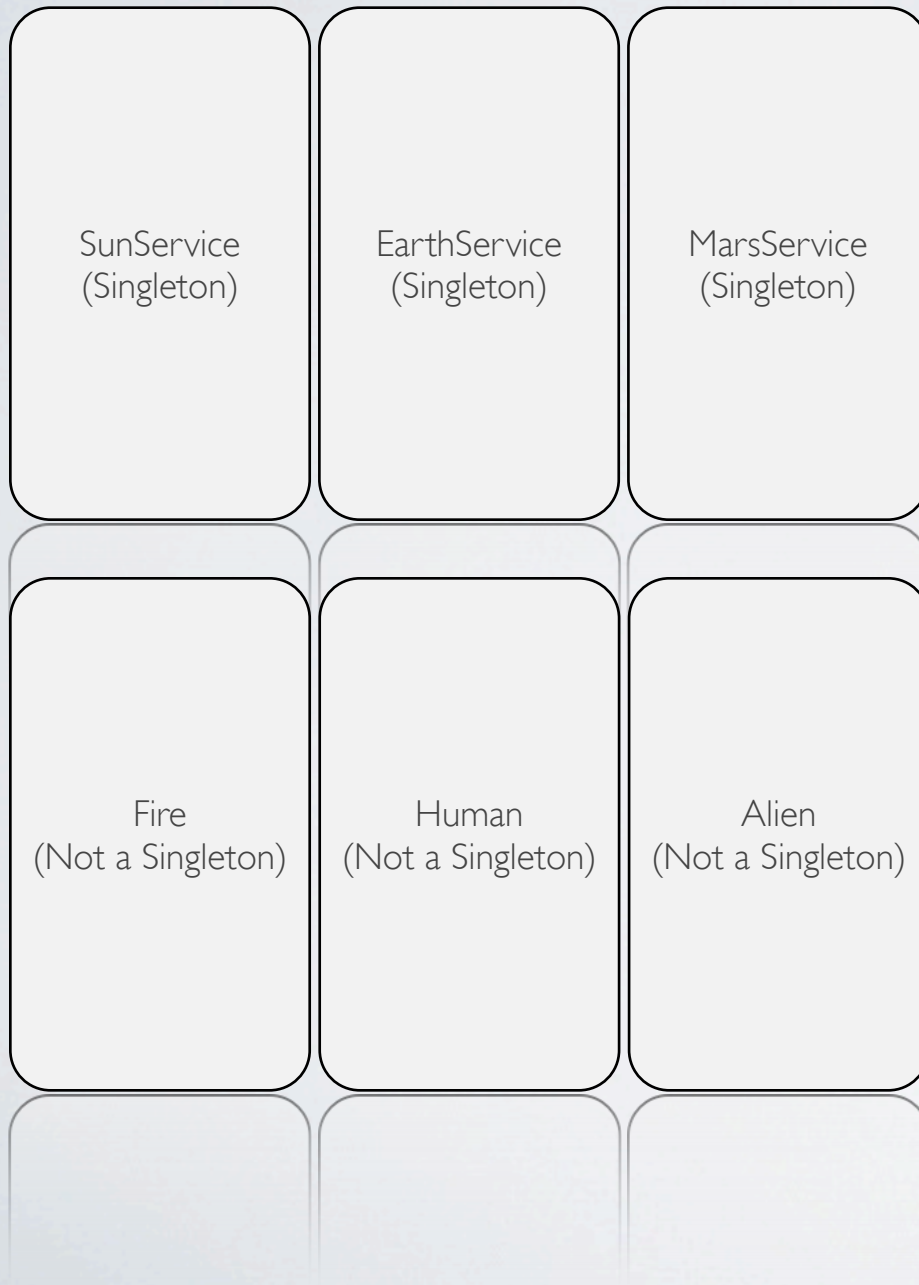 SunService
(Singleton)
EarthService
(Singleton)
MarsService
(Singleton)
Fire
(Not a Singleton)
Human
(Not a Singleton)
Alien
(Not a Singleton)